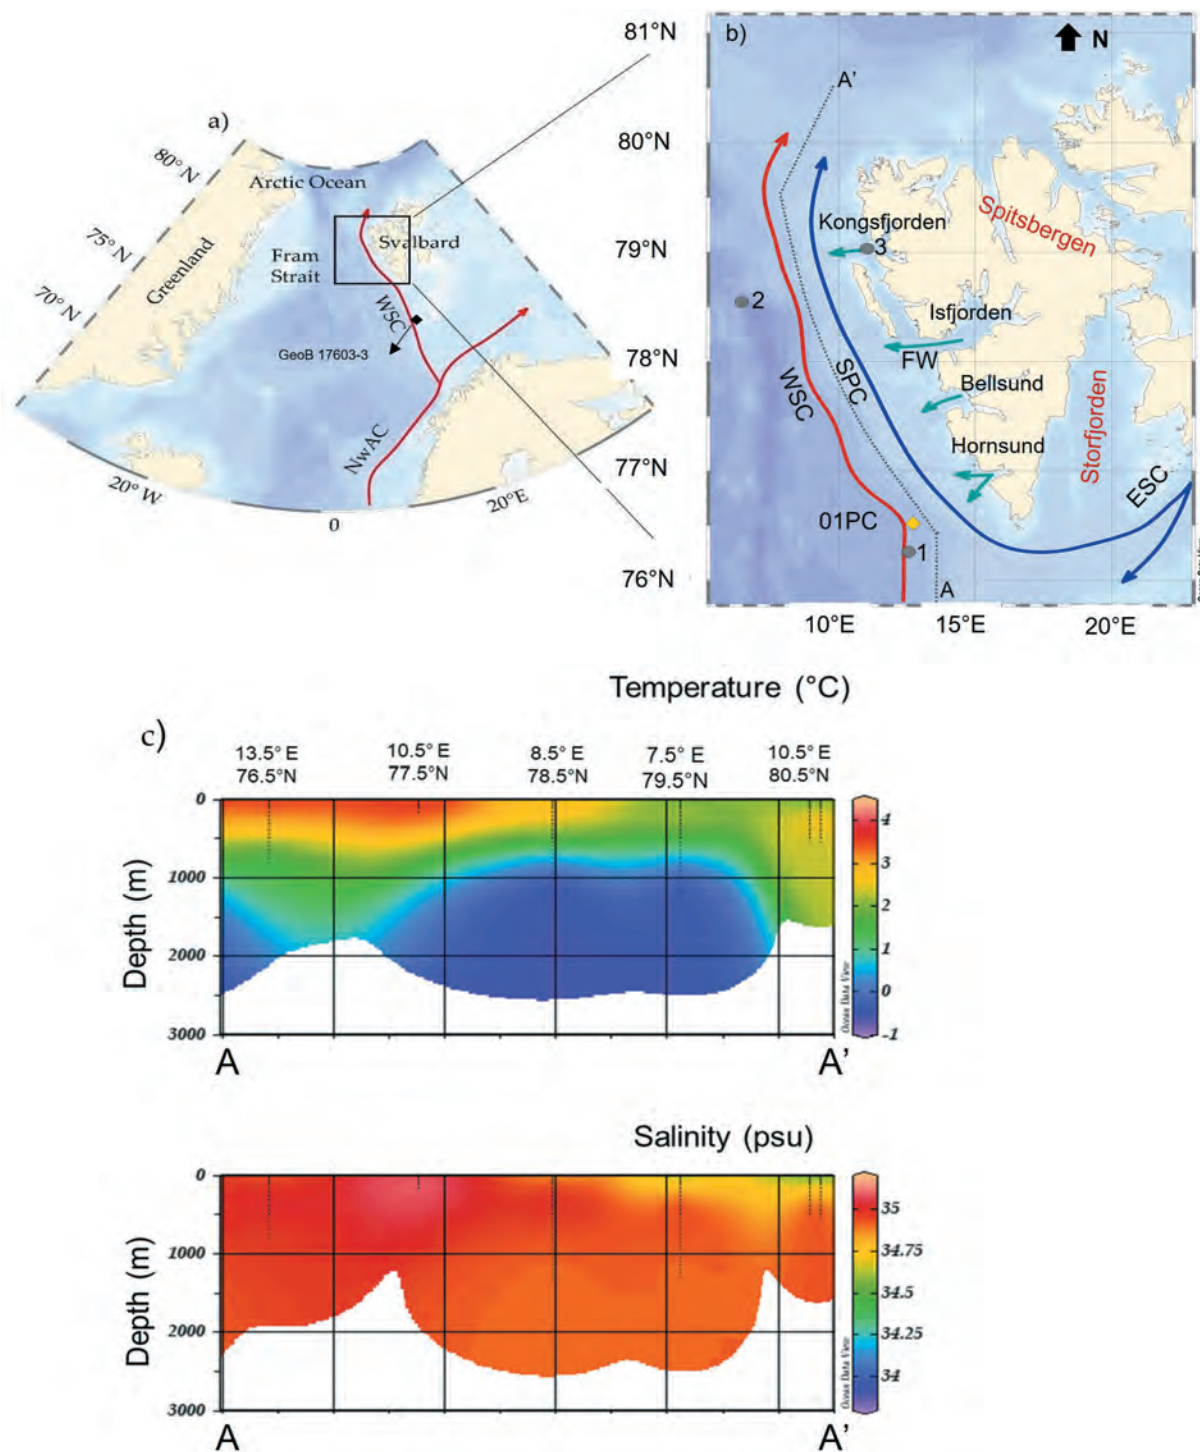 a)
80° N
75° N
70° N
Arctic Ocean
Greenland
Fram
Strait
Svalbard
WSC
GeoB 17603-3
NwAC
20° W
0
20°E
b)
N
81°N
80°N
79°N
78°N
77°N
76°N
A'
Kongsfjorden
3
Spitsbergen
2
Isfjorden
FW
WSC
SPC
Bellsund
Storfjorden
Hornsund
ESC
01PC
1
A
10°E
15°E
20°E
Temperature (°C)
c)
13.5° E
76.5°N
10.5° E
77.5°N
8.5° E
78.5°N
7.5° E
79.5°N
10.5° E
80.5°N
Depth (m)
0
1000
2000
3000
4
3
2
1
0
-1
Ocean Data View
A
A'
Salinity (psu)
Depth (m)
0
1000
2000
3000
35
34.75
34.5
34.25
34
Ocean Data View
A
A'